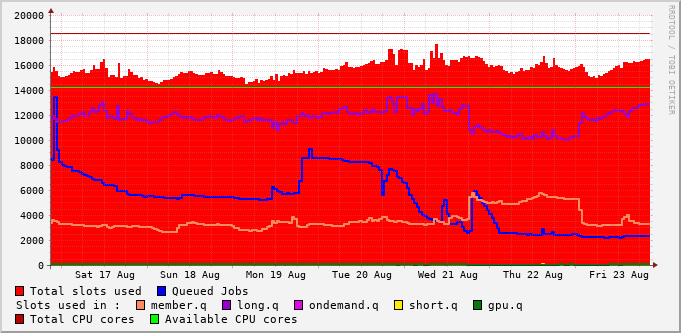 20000
18000
16000
14000
12000
10000
8000
6000
4000
2000
0
Sat 17 Aug Sun 18 Aug Mon 19 Aug Tue 20 Aug Wed 21 Aug Thu 22 Aug Fri 23 Aug
Total slots used Queued Jobs
Slots used in : member.q long.q ondemand.q short.q gpu.q
Total CPU cores Available CPU cores
RRDTOOL / TOBI OETIKER